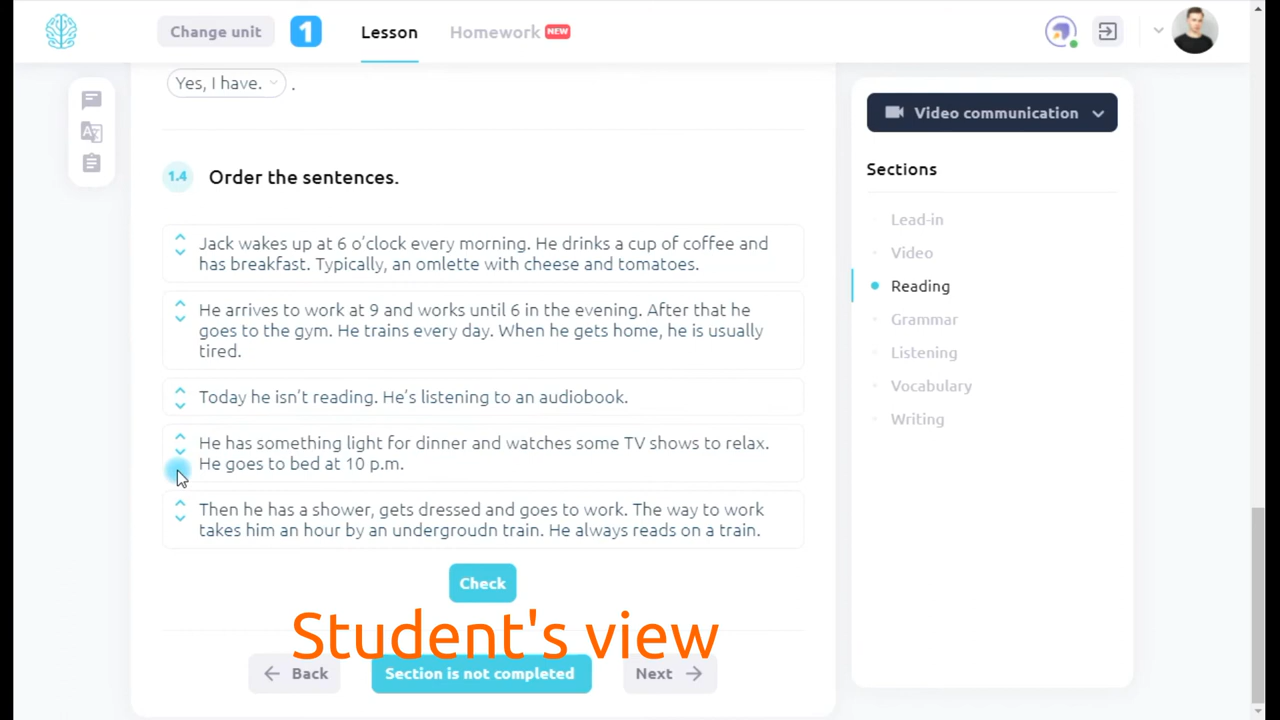 Change unit
1
Lesson
Homework NEW
Yes, I have. .
1.4 Order the sentences.
Jack wakes up at 6 o'clock every morning. He drinks a cup of coffee and
has breakfast. Typically, an omlette with cheese and tomatoes.
He arrives to work at 9 and works until 6 in the evening. After that he
goes to the gym. He trains every day. When he gets home, he is usually
tired.
Today he isn't reading. He's listening to an audiobook.
He has something light for dinner and watches some TV shows to relax.
He goes to bed at 10 p.m.
Then he has a shower, gets dressed and goes to work. The way to work
takes him an hour by an undergroudn train. He always reads on a train.
Check
Student's view
Back
Section is not completed
Next
Video communication
Sections
Lead-in
Video
Reading
Grammar
Listening
Vocabulary
Writing